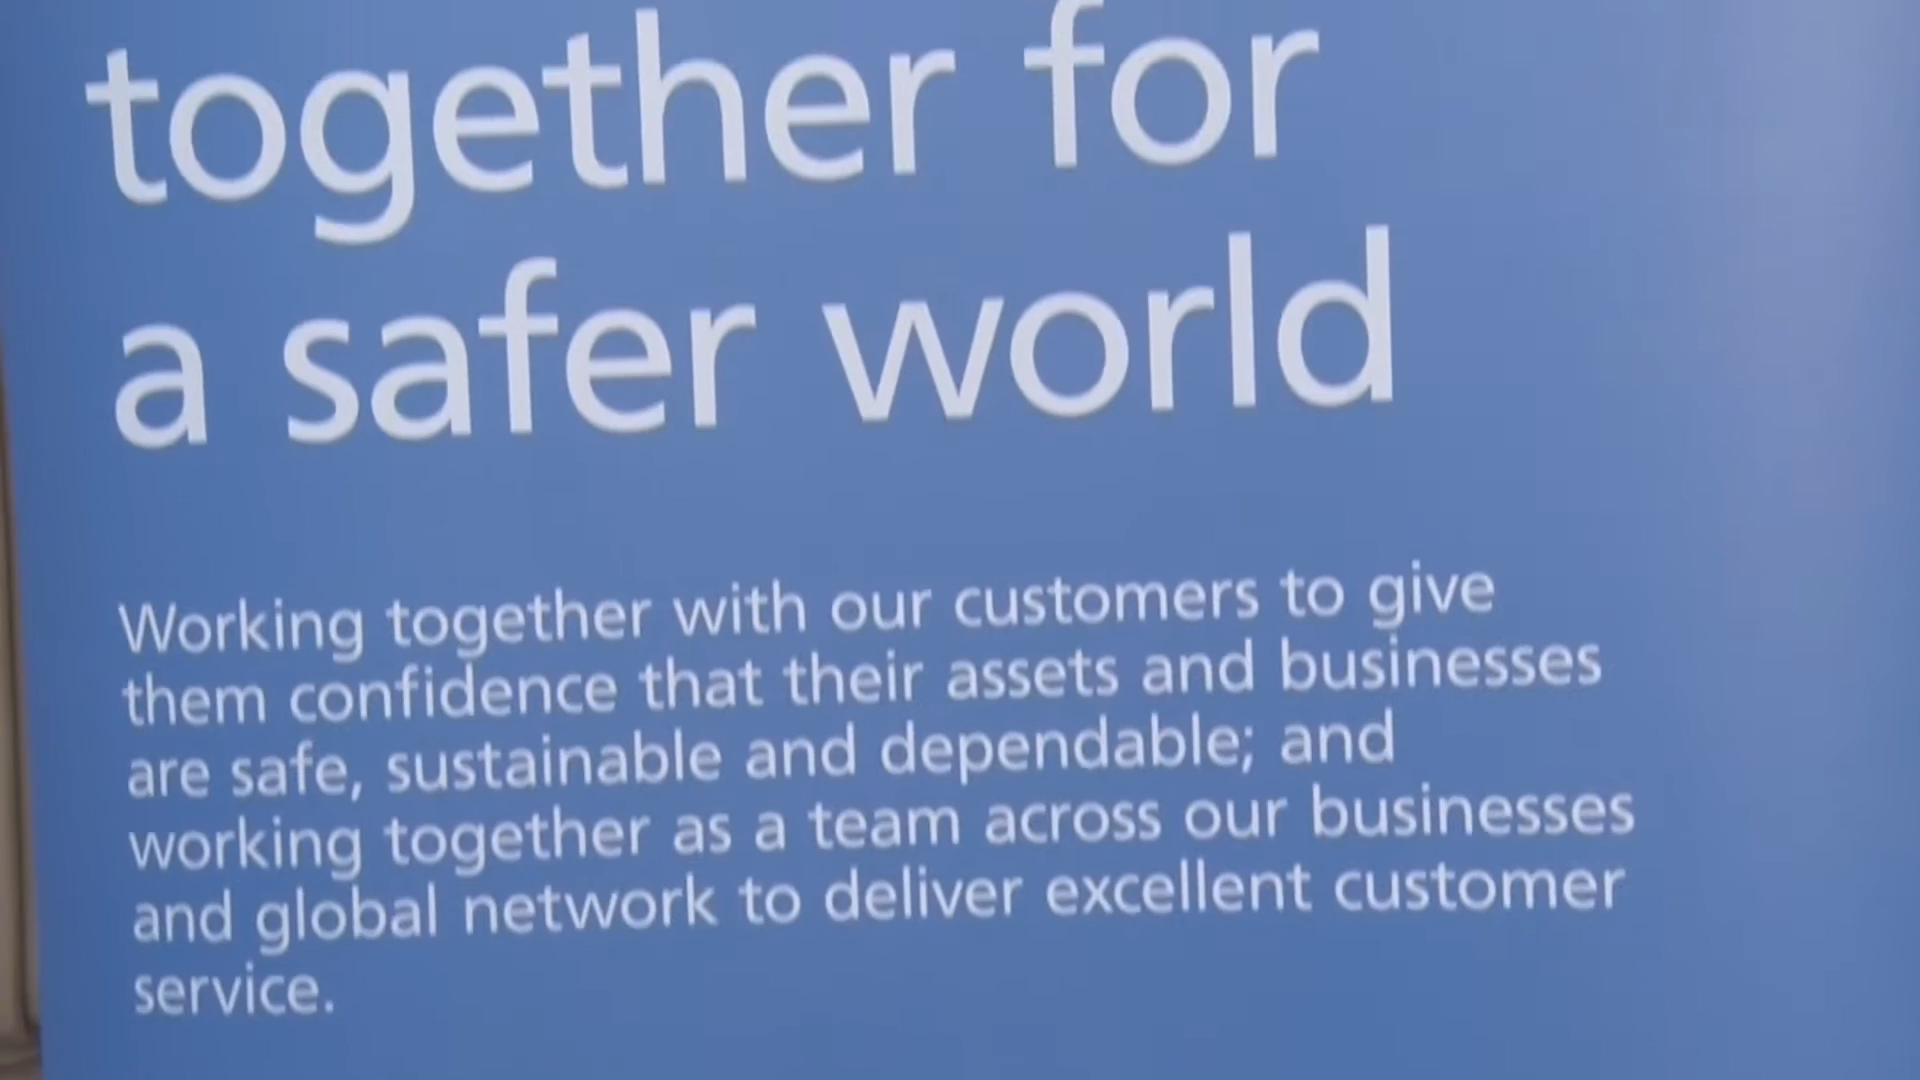 together for
a safer world
Working together with our customers to give
them confidence that their assets and businesses
are safe, sustainable and dependable; and
working together as a team across our businesses
and global network to deliver excellent customer
service.